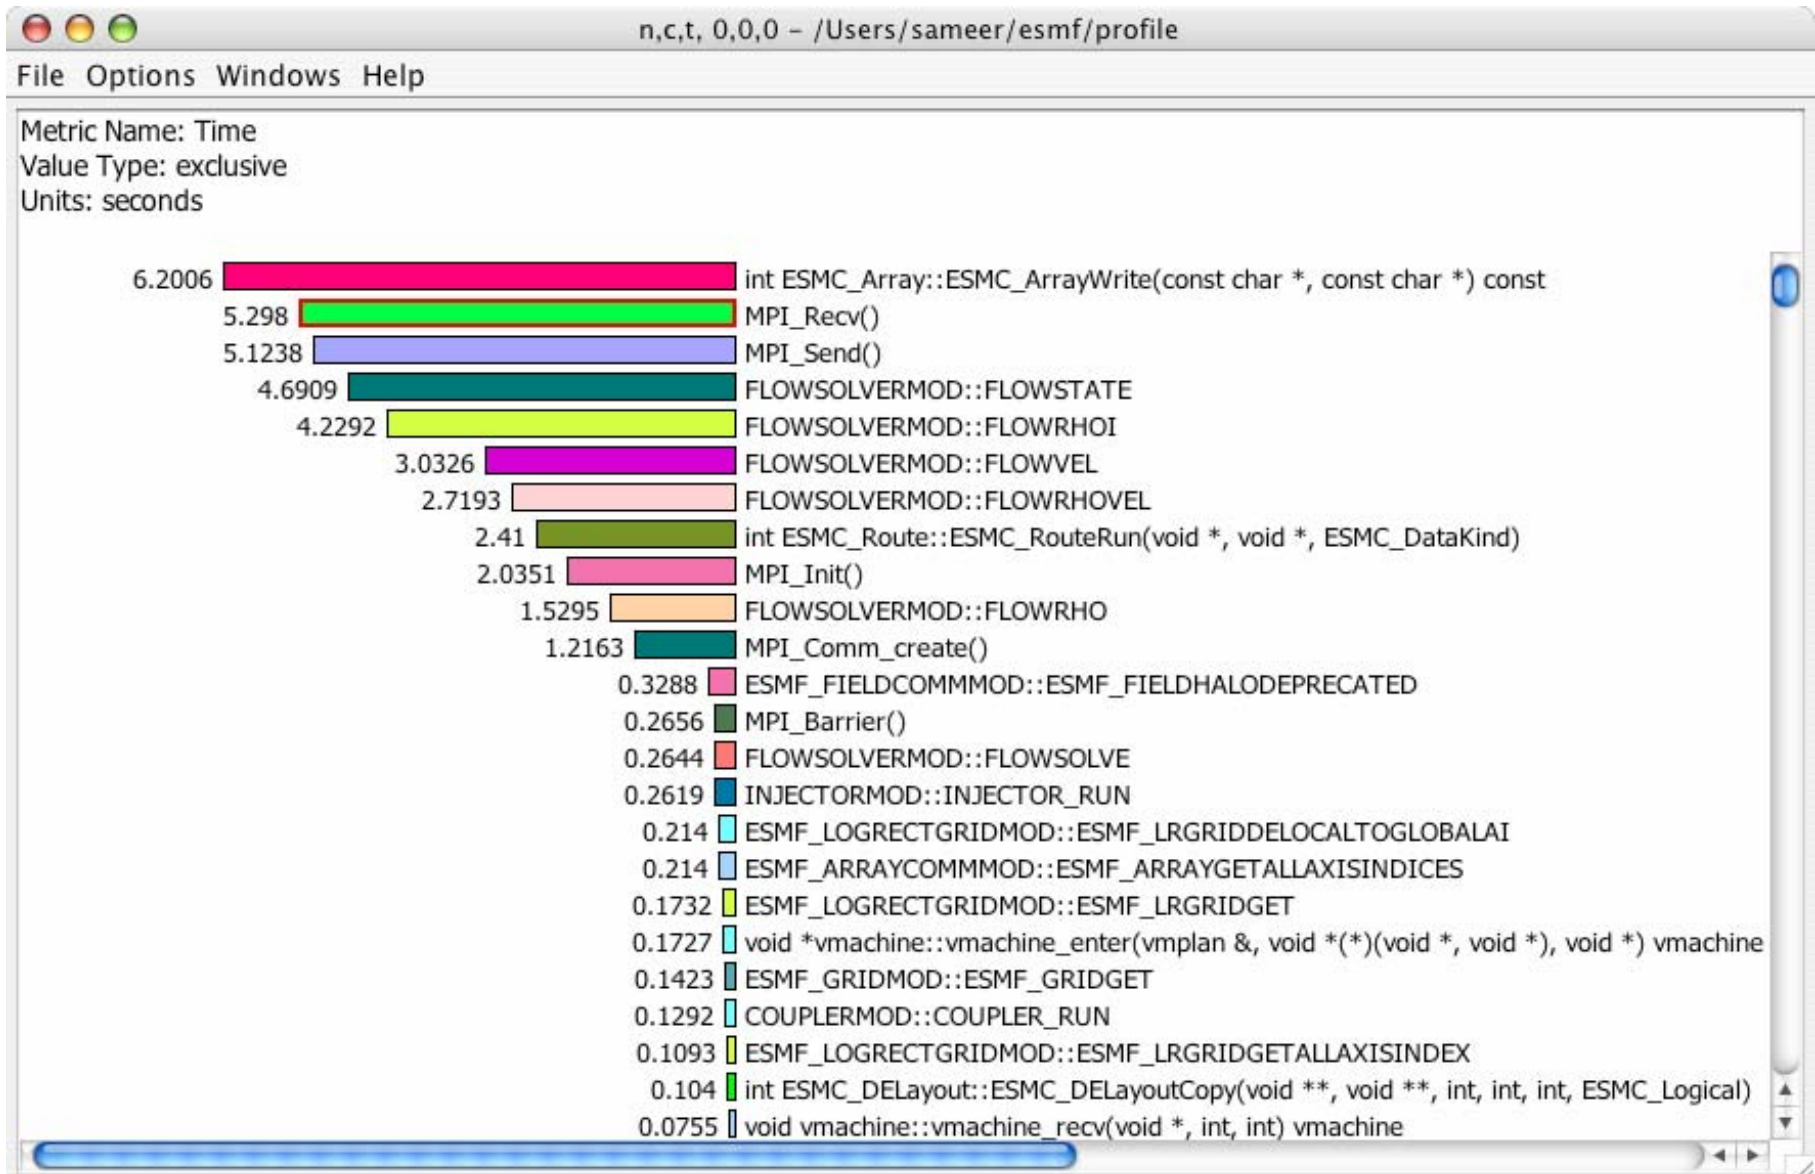 n,c,t, 0,0,0 – /Users/sameer/esmf/profile
File Options Windows Help
Metric Name: Time
Value Type: exclusive
Units: seconds
6.2006 int ESMC_Array::ESMC_ArrayWrite(const char *, const char *) const
5.298 MPI_Recv()
5.1238 MPI_Send()
4.6909 FLOWSOLVERMOD::FLOWSTATE
4.2292 FLOWSOLVERMOD::FLOWRHOI
3.0326 FLOWSOLVERMOD::FLOWVEL
2.7193 FLOWSOLVERMOD::FLOWRHOVEL
2.41 int ESMC_Route::ESMC_RouteRun(void *, void *, ESMC_DataKind)
2.0351 MPI_Init()
1.5295 FLOWSOLVERMOD::FLOWRHO
1.2163 MPI_Comm_create()
0.3288 ESMF_FIELDCOMMMOD::ESMF_FIELDHALODEPRECATED
0.2656 MPI_Barrier()
0.2644 FLOWSOLVERMOD::FLOWSOLVE
0.2619 INJECTORMOD::INJECTOR_RUN
0.214 ESMF_LOGRECTGRIDMOD::ESMF_LRGRIDDELOCALTOGLOBALAI
0.214 ESMF_ARRAYCOMMMOD::ESMF_ARRAYGETALLAXISINDICES
0.1732 ESMF_LOGRECTGRIDMOD::ESMF_LRGRIDGET
0.1727 void *vmachine::vmachine_enter(vmplan &, void *(*)(void *, void *), void *) vmachine
0.1423 ESMF_GRIDMOD::ESMF_GRIDGET
0.1292 COUPLERMOD::COUPLER_RUN
0.1093 ESMF_LOGRECTGRIDMOD::ESMF_LRGRIDGETALLAXISINDEX
0.104 int ESMC_DELayout::ESMC_DELayoutCopy(void **, void **, int, int, int, ESMC_Logical)
0.0755 void vmachine::vmachine_recv(void *, int, int) vmachine